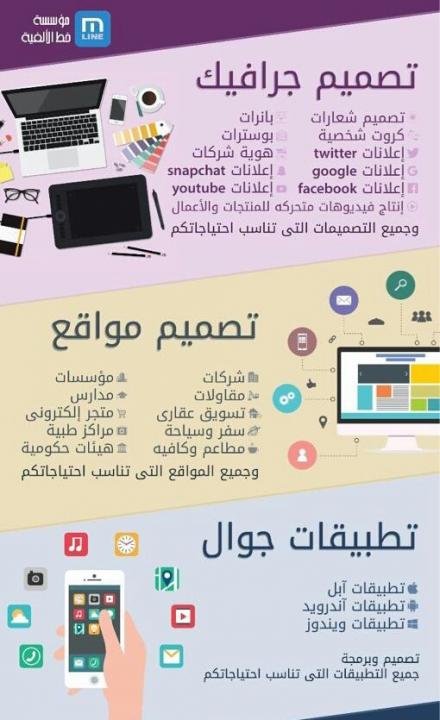 مؤسسة
خط الألفية
M
LINE
تصميم جرافيك
تصميم شعارات
بانرات
كروت شخصية
بوسترات
إعلانات twitter
هوية شركات
إعلانات google
إعلانات snapchat
إعلانات facebook
إعلانات youtube
إنتاج فيديوهات متحركه للمنتجات والأعمال
وجميع التصميمات التى تناسب احتياجاتكم
تصميم مواقع
شركات
مؤسسات
مقاولات
مدارس
تسويق عقارى
متجر إلكترونى
سفر وسياحة
مراكز طبية
مطاعم وكافيه
هيئات حكومية
وجميع المواقع التى تناسب احتياجاتكم
تطبيقات جوال
تطبيقات آبل
تطبيقات آندرويد
تطبيقات ويندوز
تصميم وبرمجة
جميع التطبيقات التى تناسب احتياجاتكم